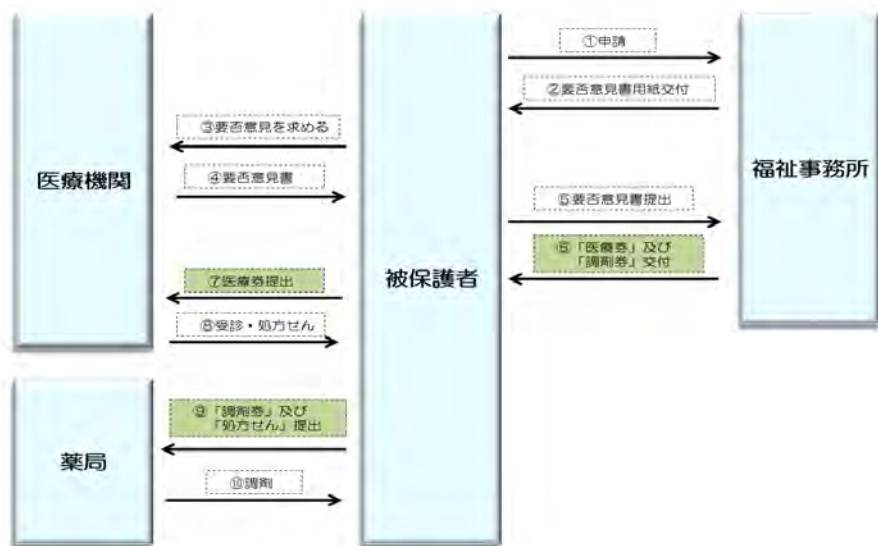 ①申請
②要否意見書用紙交付
③要否意見を求める
④要否意見書
医療機関
福祉事務所
⑤要否意見書提出
⑥「医療券」及び
「調剤券」交付
被保護者
⑦医療券提出
⑧受診・処方せん
⑨「調剤券」及び
「処方せん」提出
薬局
⑩調剤